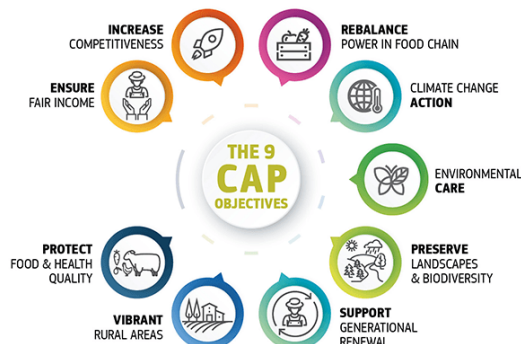 INCREASE
COMPETITIVENESS
REBALANCE
POWER IN FOOD CHAIN
ENSURE
FAIR INCOME
CLIMATE CHANGE
ACTION
THE 9
CAP
OBJECTIVES
ENVIRONMENTAL
CARE
PROTECT
FOOD & HEALTH
QUALITY
PRESERVE
LANDSCAPES
& BIODIVERSITY
VIBRANT
RURAL AREAS
SUPPORT
GENERATIONAL
RENEWAL